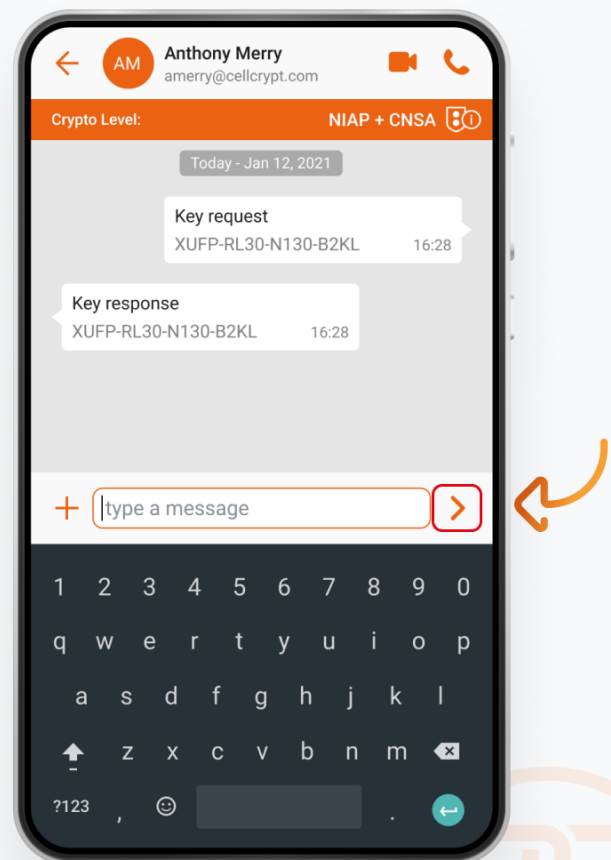 AM
Anthony Merry
amerry@cellcrypt.com
Crypto Level:
NIAP + CNSA
Today - Jan 12, 2021
Key request
XUFP-RL30-N130-B2KL 16:28
Key response
XUFP-RL30-N130-B2KL 16:28
type a message
1 2 3 4 5 6 7 8 9 0
q w e r t y u i o p
a s d f g h j k l
z x c v b n m
?123 , .